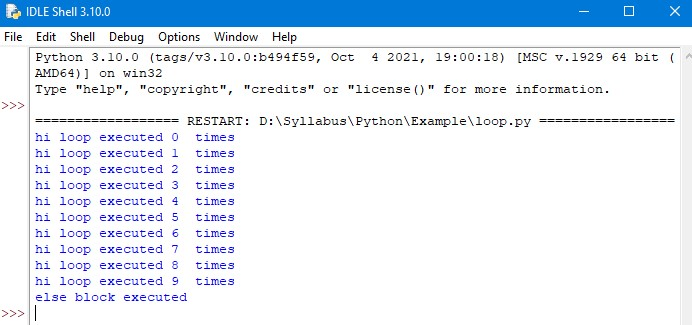 IDLE Shell 3.10.0
File Edit Shell Debug Options Window Help
Python 3.10.0 (tags/v3.10.0:b494f59, Oct  4 2021, 19:00:18) [MSC v.1929 64 bit (
AMD64)] on win32
Type "help", "copyright", "credits" or "license()" for more information.
>>>
================== RESTART: D:\Syllabus\Python\Example\loop.py =================
hi loop executed 0  times
hi loop executed 1  times
hi loop executed 2  times
hi loop executed 3  times
hi loop executed 4  times
hi loop executed 5  times
hi loop executed 6  times
hi loop executed 7  times
hi loop executed 8  times
hi loop executed 9  times
else block executed
>>>